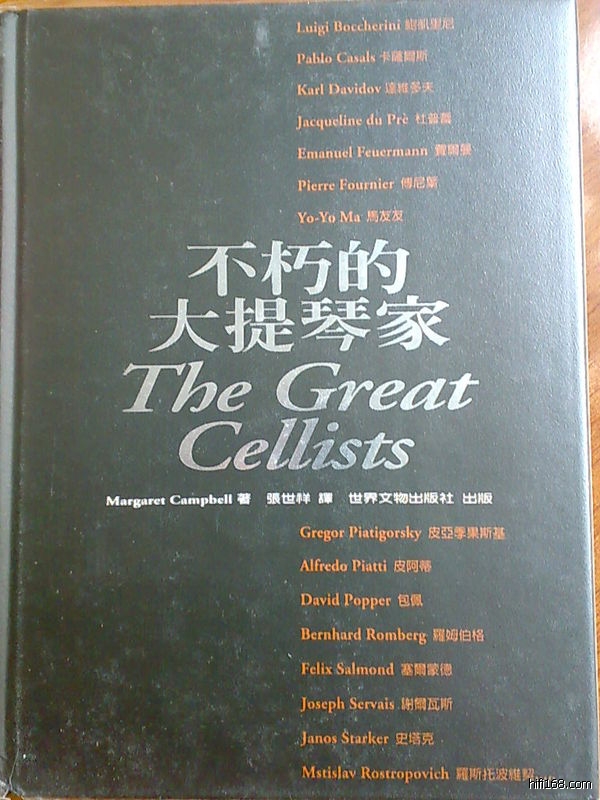 Luigi Boccherini 鮑凱里尼
Pablo Casals 卡薩爾斯
Karl Davidov 達維多夫
Jacqueline du Prè 杜普蕾
Emanuel Feuermann 費爾曼
Pierre Fournier 傅尼葉
Yo-Yo Ma 馬友友
不朽的
大提琴家
The Great
Cellists
Margaret Campbell 著 張世祥 譯 世界文物出版社 出版
Gregor Piatigorsky 皮亞季果斯基
Alfredo Piatti 皮阿蒂
David Popper 包佩
Bernhard Romberg 羅姆伯格
Felix Salmond 塞爾蒙德
Joseph Servais 謝爾瓦斯
Janos Starker 史塔克
Mstislav Rostropovich 羅斯托波維契
hifi168.com